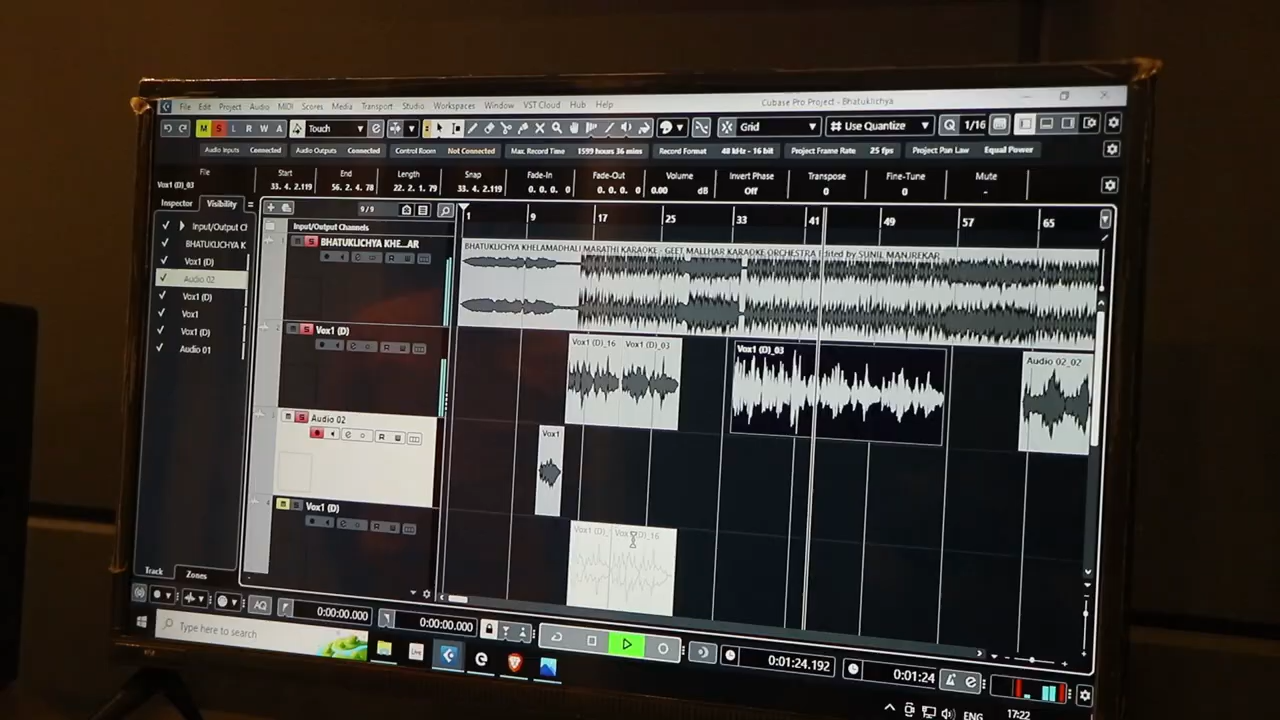 File Edit Project Audio MIDI Scores Media Transport Studio Workspaces Window VST Cloud Hub Help Cubase Pro Project - Bhatuklichya
M S L R W A Touch Grid Use Quantize Q 1/16
Audio Inputs Connected Audio Outputs Connected Control Room Not Connected Max. Record Time 1599 hours 36 mins Record Format 48 kHz - 16 bit Project Frame Rate 25 fps Project Pan Law Equal Power
File Start End Length Snap Fade-In Fade-Out Volume Invert Phase Transpose Fine-Tune Mute
Vox1 (D)_03 33. 4. 2.119 56. 2. 4. 78 22. 2. 1. 79 33. 4. 2.119 0. 0. 0. 0 0. 0. 0. 0 0.00 dB Off 0 0 -
Inspector Visibility 9/9 1 9 17 25 33 41 49 57 65
Input/Output Ch Input/Output Channels
BHATUKLICHYA K 1 BHATUKLICHYA KHE...AR BHATUKLICHYA KHELAMADHALI MARATHI KARAOKE - GEET MALLHAR KARAOKE ORCHESTRA Edited by SUNIL MANJREKAR
Vox1 (D)
Audio 02
Vox1 (D)
Vox1
Vox1 (D) 2 Vox1 (D) Vox1 (D)_16 Vox1 (D)_03 Vox1 (D)_03 Audio 02_02
Audio 01
Audio 02 Vox1
4 Vox1 (D) Vox1 (D)_ Vox1 (D)_16
Track Zones
AQ 0:00:00.000 0:00:00.000 0:01:24.192 0:01:24
Type here to search
ENG 17:22